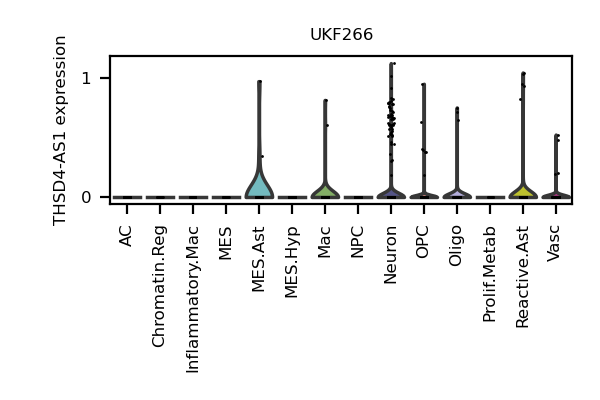 UKF266
THSD4-AS1 expression
1
0
AC
Chromatin.Reg
Inflammatory.Mac
MES
MES.Ast
MES.Hyp
Mac
NPC
Neuron
OPC
Oligo
Prolif.Metab
Reactive.Ast
Vasc